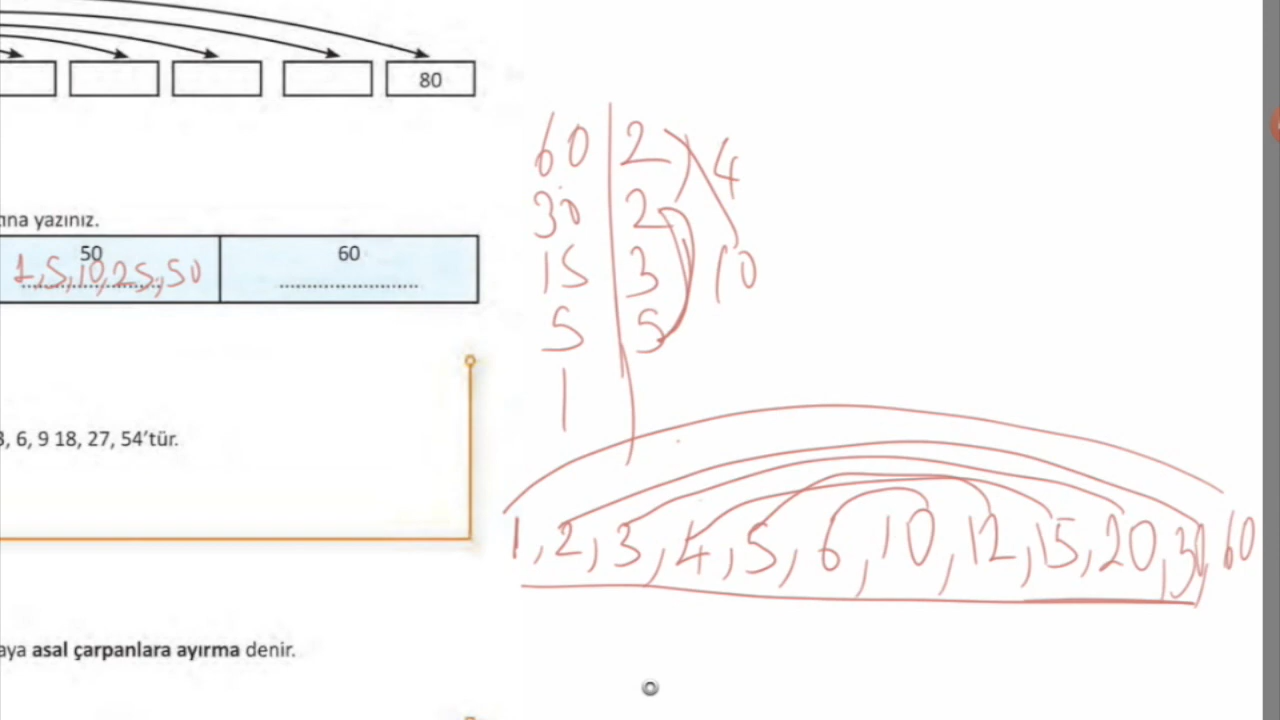 80
ına yazınız.
50
60
1, 5, 10, 25, 50
.............................
60 2 4
30 2
15 3 10
5 5
1
3, 6, 9 18, 27, 54’tür.
1, 2, 3, 4, 5, 6, 10, 12, 15, 20, 30, 60
aya asal çarpanlara ayırma denir.